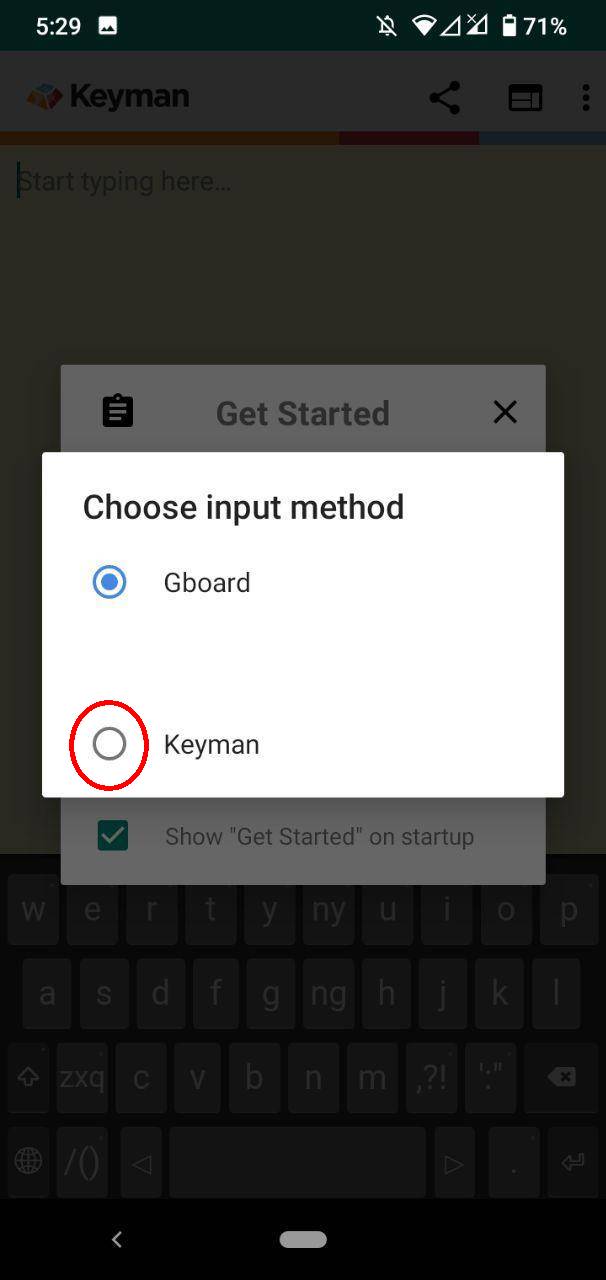 5:29 71%
Keyman
Start typing here...
Get Started
Choose input method
Gboard
Keyman
Show "Get Started" on startup
w e r t y ny u i o p
a s d f g ng h j k l
zxq c v b n m ,?! ':"
/() .